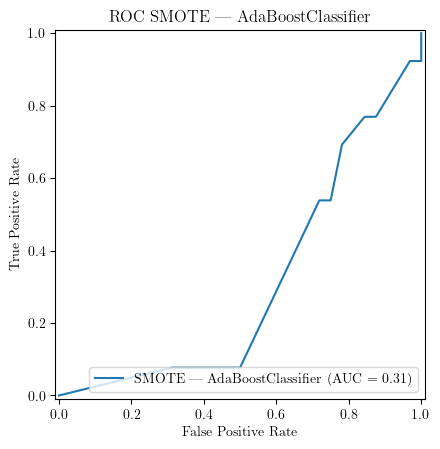 ROC SMOTE — AdaBoostClassifier
1.0
0.8
0.6
0.4
0.2
0.0
True Positive Rate
SMOTE — AdaBoostClassifier (AUC = 0.31)
0.0 0.2 0.4 0.6 0.8 1.0
False Positive Rate